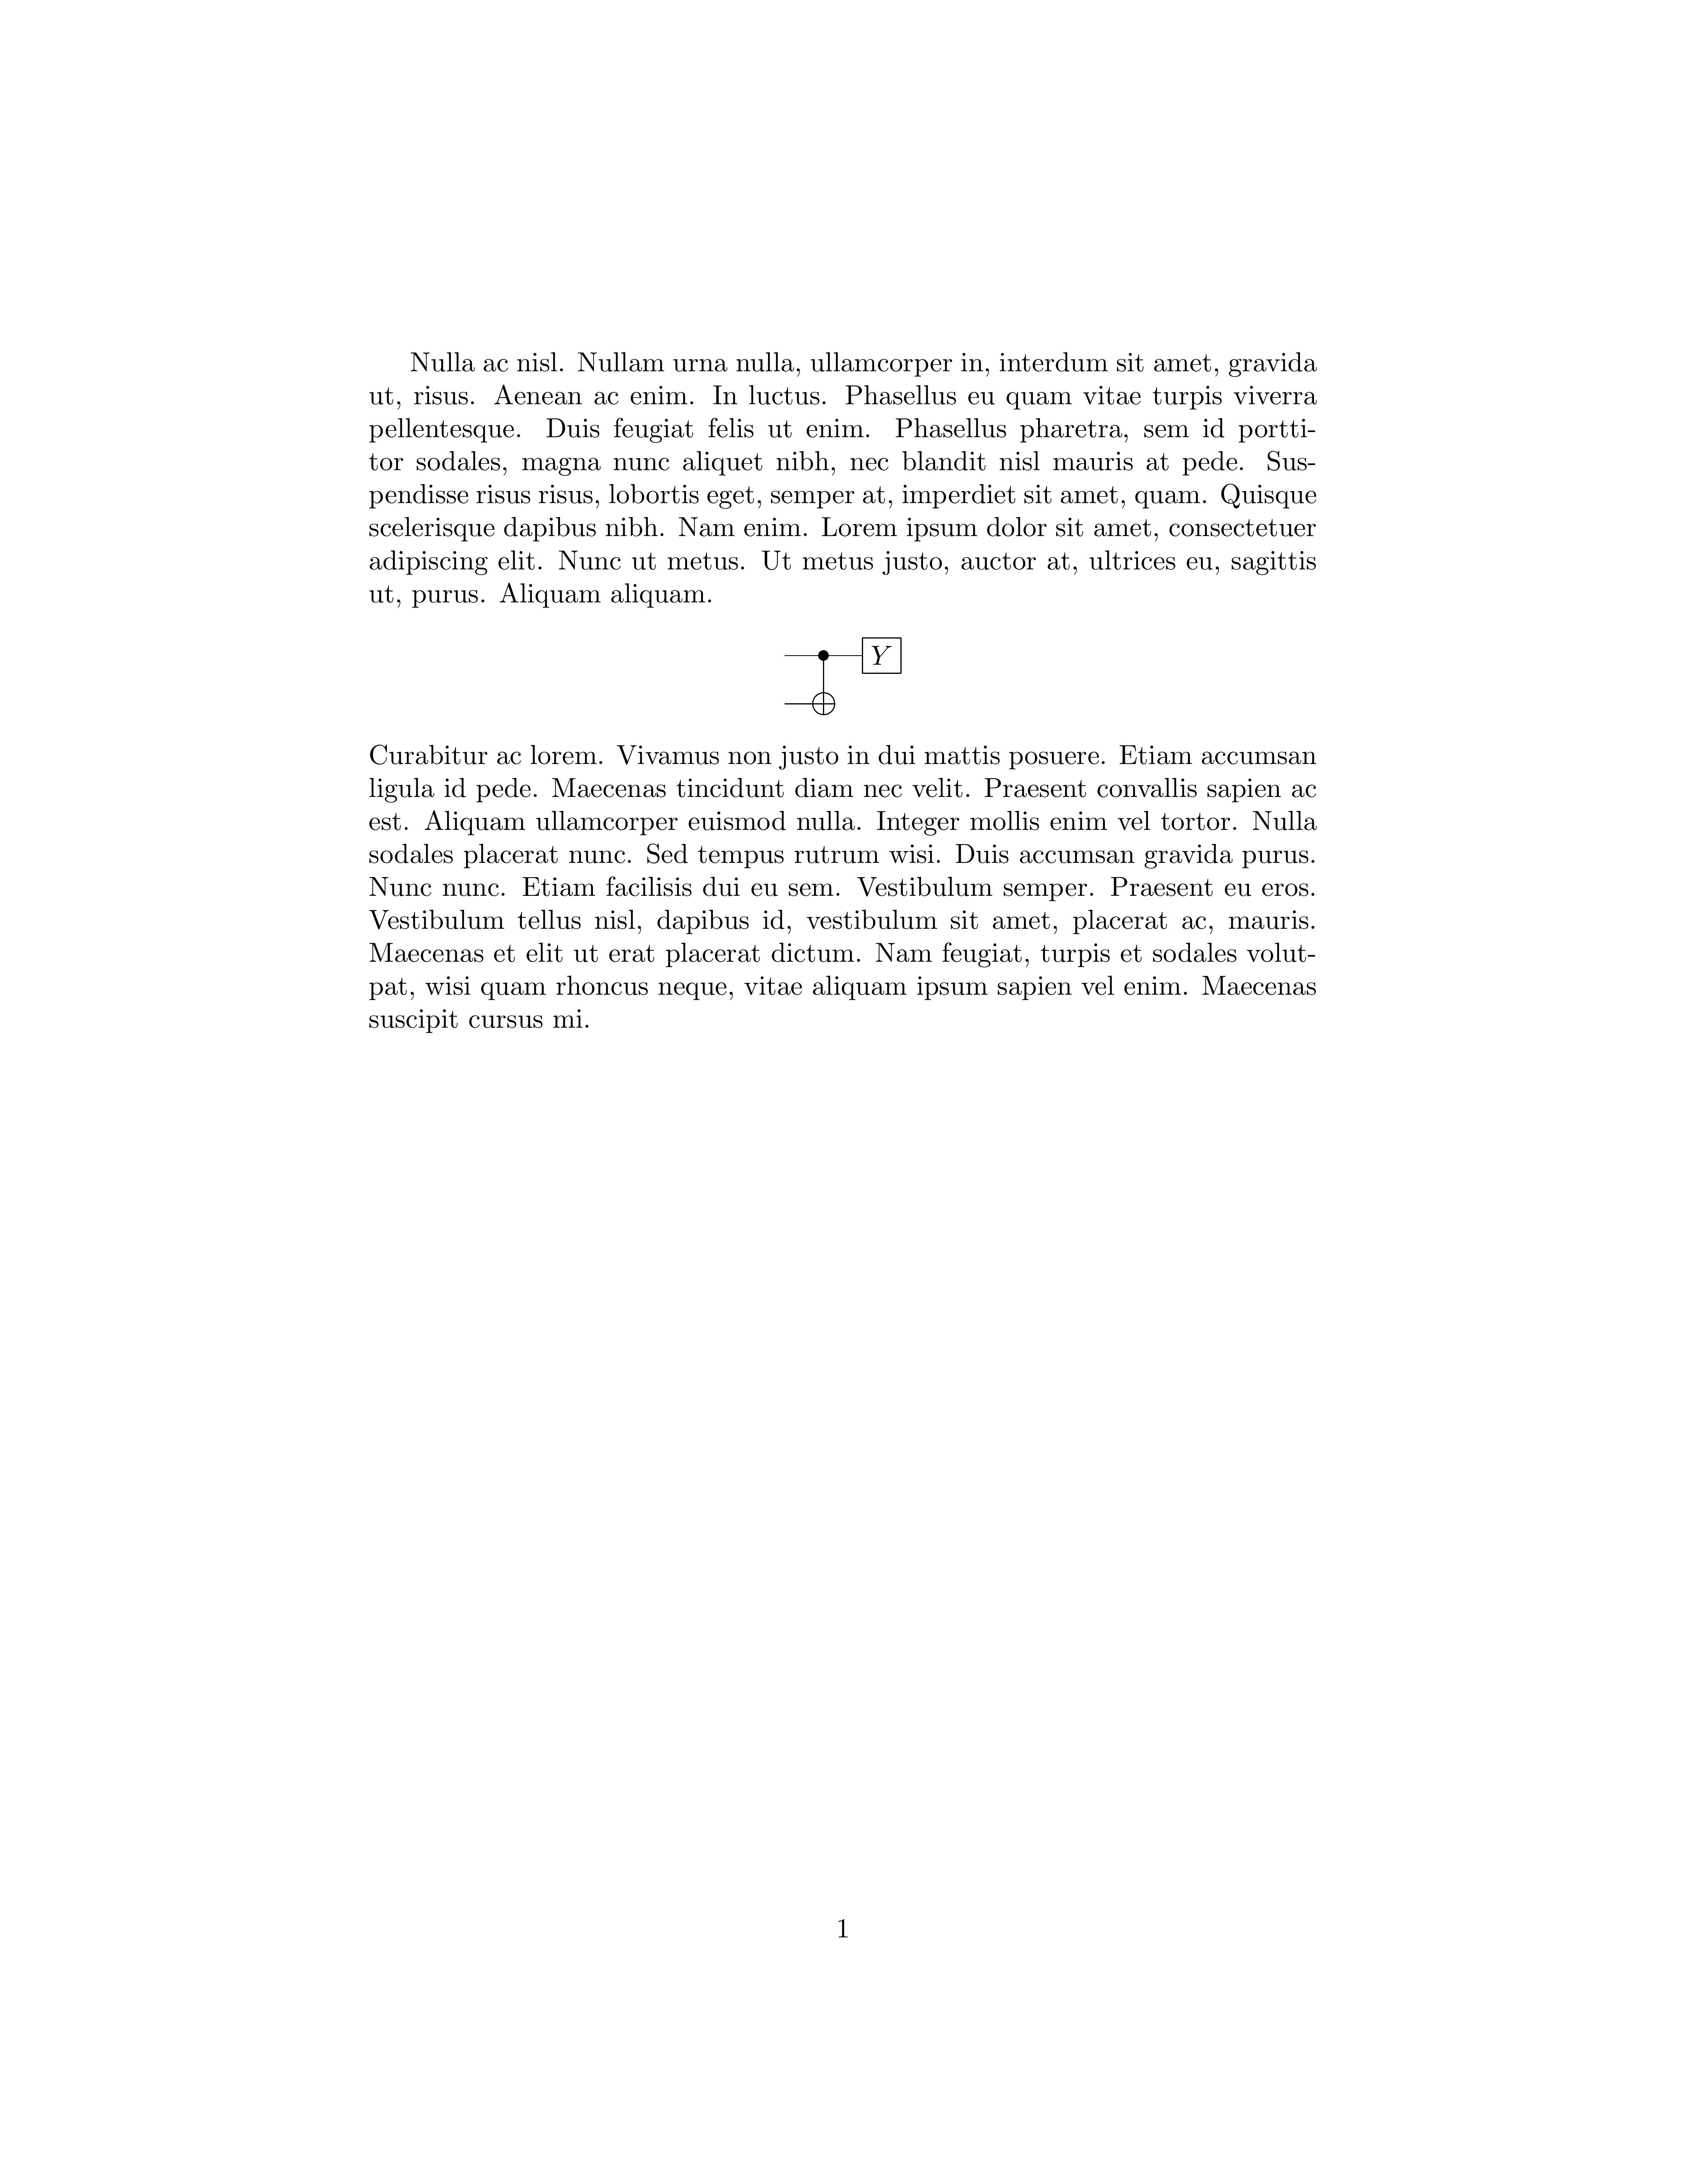 Nulla ac nisl. Nullam urna nulla, ullamcorper in, interdum sit amet, gravida
ut, risus. Aenean ac enim. In luctus. Phasellus eu quam vitae turpis viverra
pellentesque. Duis feugiat felis ut enim. Phasellus pharetra, sem id portti-
tor sodales, magna nunc aliquet nibh, nec blandit nisl mauris at pede. Sus-
pendisse risus risus, lobortis eget, semper at, imperdiet sit amet, quam. Quisque
scelerisque dapibus nibh. Nam enim. Lorem ipsum dolor sit amet, consectetuer
adipiscing elit. Nunc ut metus. Ut metus justo, auctor at, ultrices eu, sagittis
ut, purus. Aliquam aliquam.
Y
Curabitur ac lorem. Vivamus non justo in dui mattis posuere. Etiam accumsan
ligula id pede. Maecenas tincidunt diam nec velit. Praesent convallis sapien ac
est. Aliquam ullamcorper euismod nulla. Integer mollis enim vel tortor. Nulla
sodales placerat nunc. Sed tempus rutrum wisi. Duis accumsan gravida purus.
Nunc nunc. Etiam facilisis dui eu sem. Vestibulum semper. Praesent eu eros.
Vestibulum tellus nisl, dapibus id, vestibulum sit amet, placerat ac, mauris.
Maecenas et elit ut erat placerat dictum. Nam feugiat, turpis et sodales volut-
pat, wisi quam rhoncus neque, vitae aliquam ipsum sapien vel enim. Maecenas
suscipit cursus mi.
1